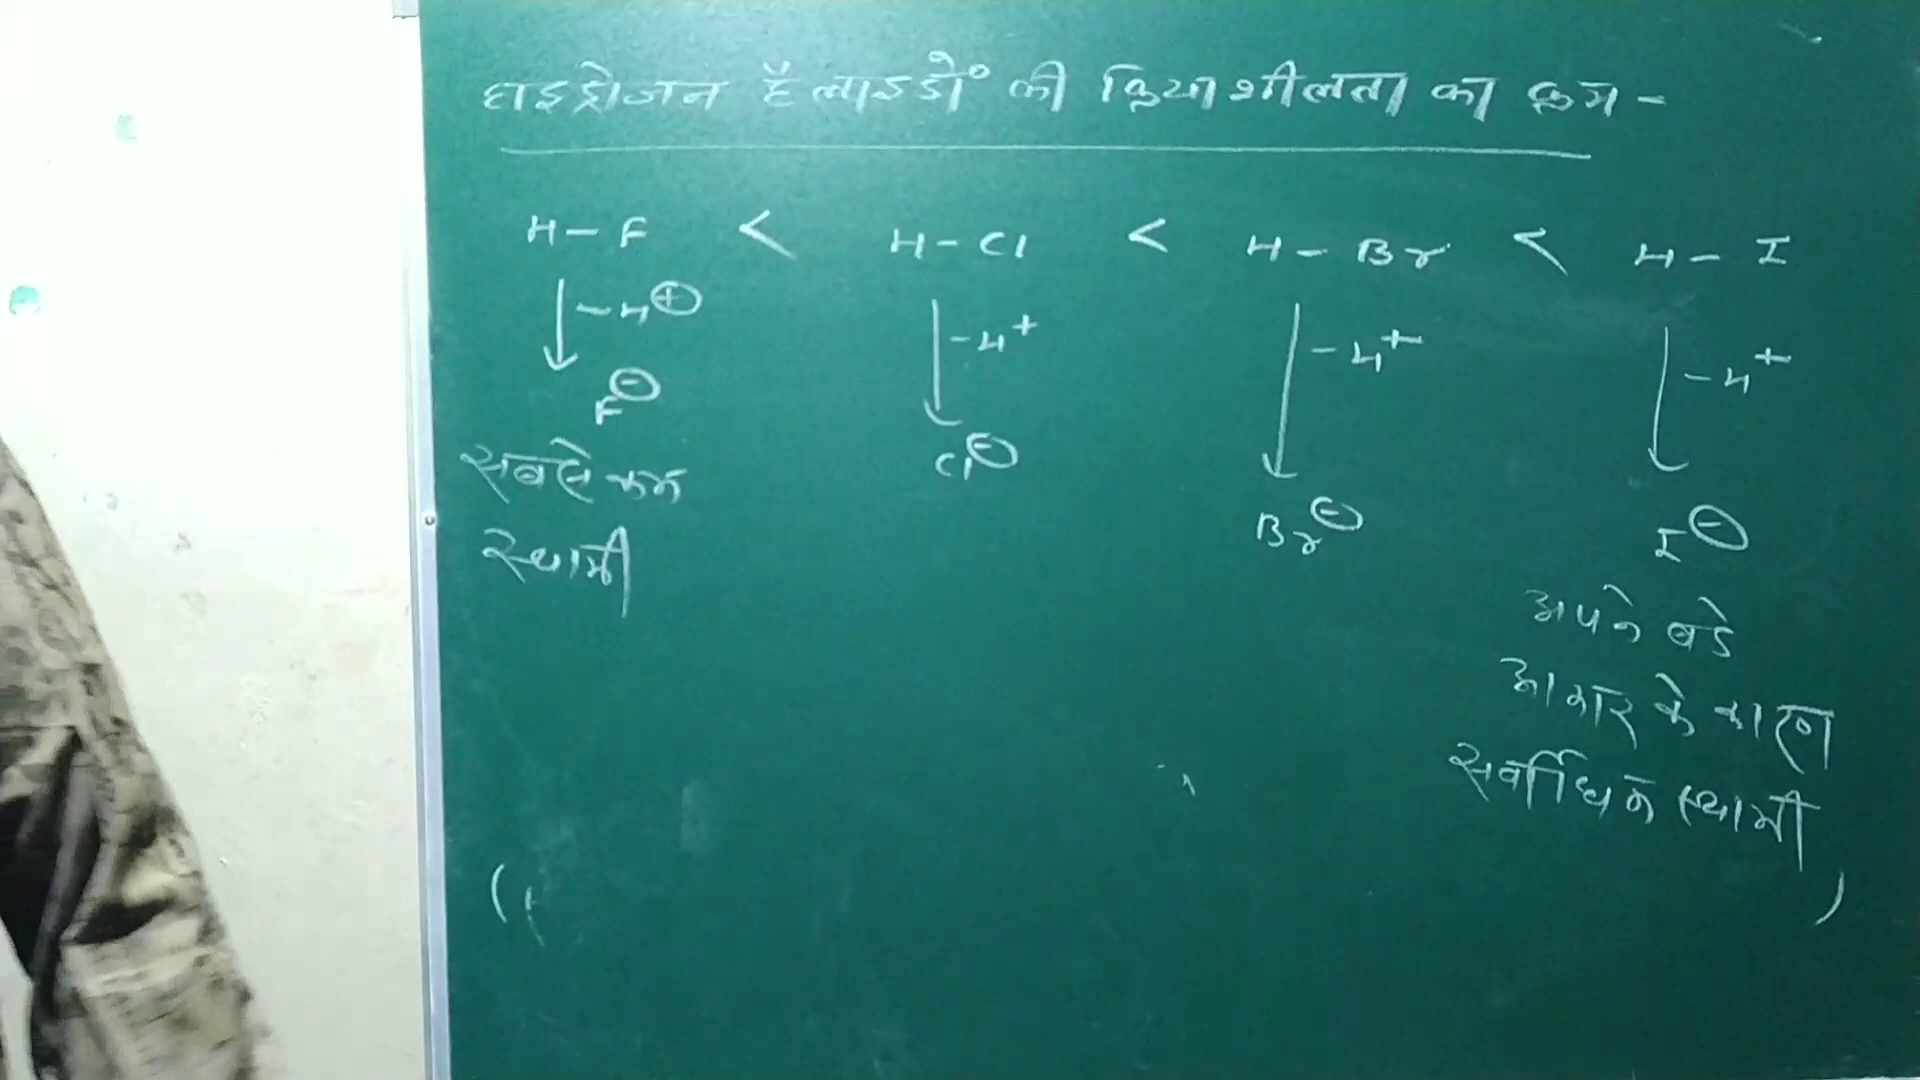 हाइड्रोजन हैलाइडों की क्रियाशीलता का क्रम -
H - F < H - Cl < H - Br < H - I
- H⊕ - H+ - H+ - H+
F⊖ Cl⊖ Br⊖ I⊖
सबसे कम
स्थायी
अपने बडे
आकार के कारण
सर्वाधिक स्थायी
( )